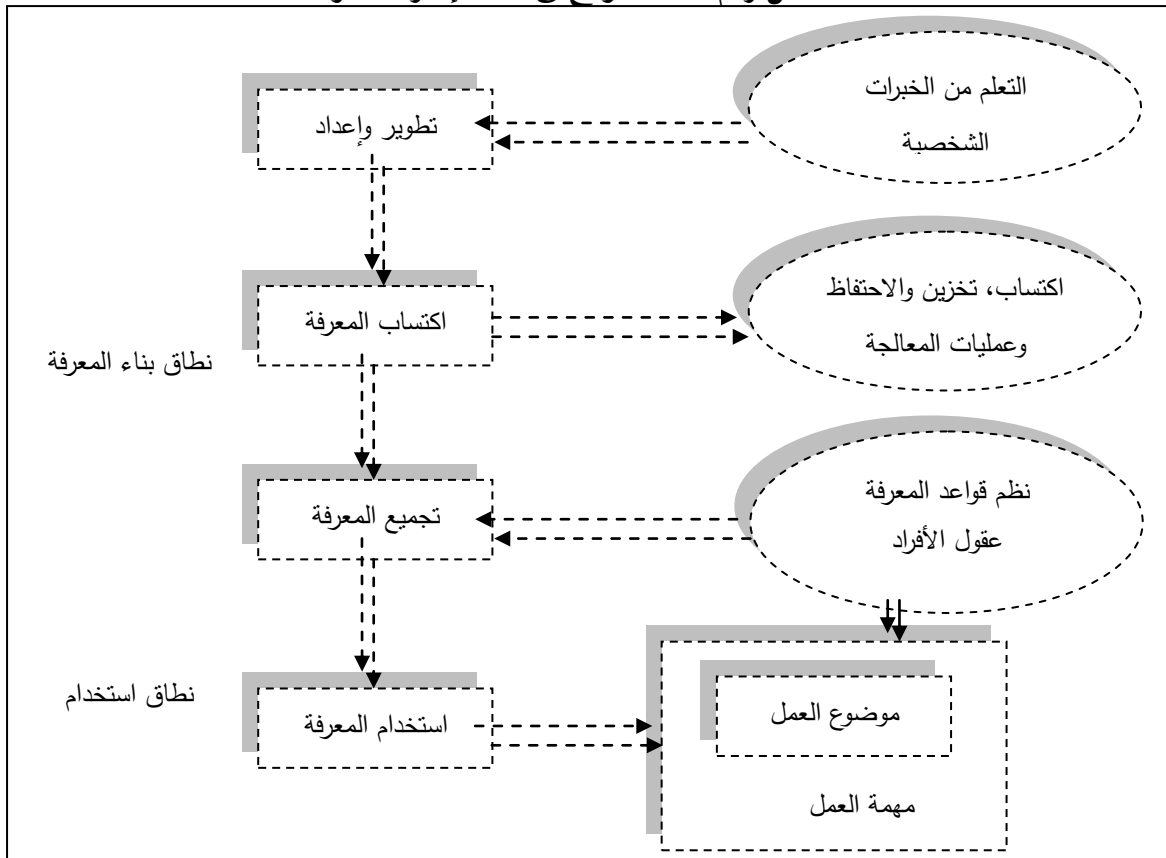 التعلم من الخبرات
الشخصبة
تطوير وإعداد
اكتساب، تخزين والاحتفاظ
وعمليات المعالجة
اكتساب المعرفة
نطاق بناء المعرفة
نظم قواعد المعرفة
عقول الأفراد
تجميع المعرفة
موضوع العمل
مهمة العمل
استخدام المعرفة
نطاق استخدام